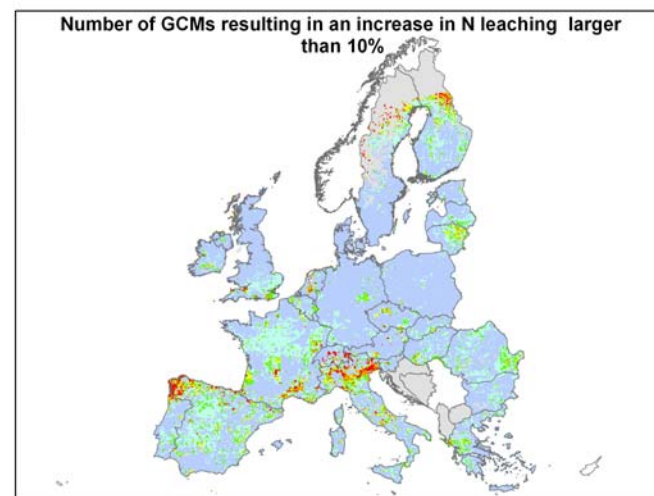 Number of GCMs resulting in an increase in N leaching larger
than 10%